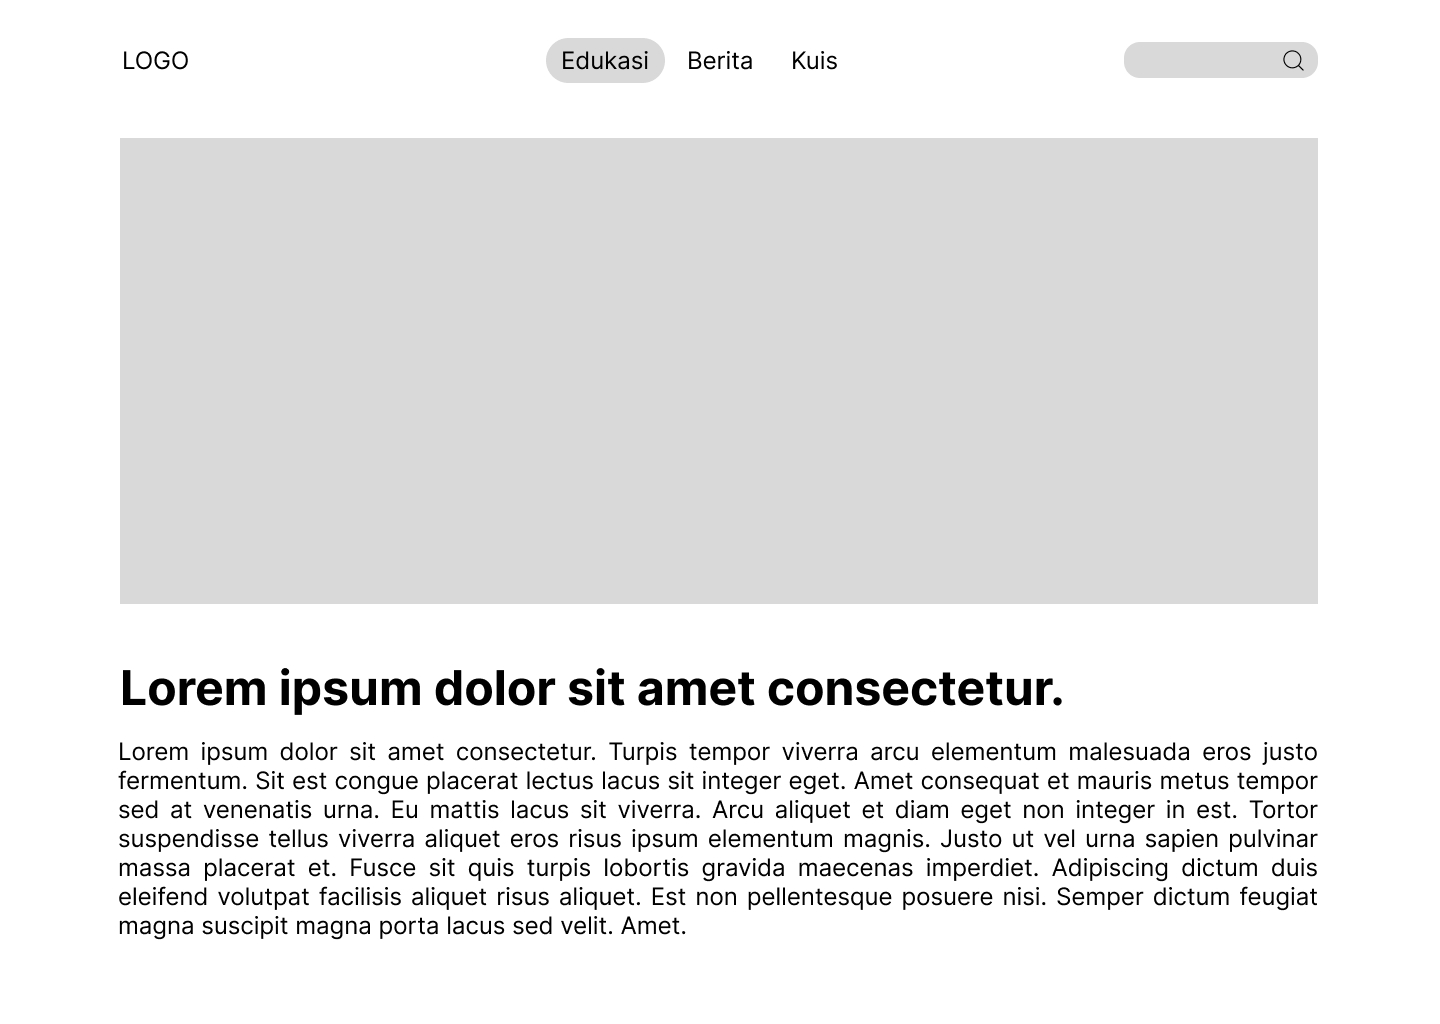 LOGO
Edukasi
Berita
Kuis
Lorem ipsum dolor sit amet consectetur.
Lorem ipsum dolor sit amet consectetur. Turpis tempor viverra arcu elementum malesuada eros justo
fermentum. Sit est congue placerat lectus lacus sit integer eget. Amet consequat et mauris metus tempor
sed at venenatis urna. Eu mattis lacus sit viverra. Arcu aliquet et diam eget non integer in est. Tortor
suspendisse tellus viverra aliquet eros risus ipsum elementum magnis. Justo ut vel urna sapien pulvinar
massa placerat et. Fusce sit quis turpis lobortis gravida maecenas imperdiet. Adipiscing dictum duis
eleifend volutpat facilisis aliquet risus aliquet. Est non pellentesque posuere nisi. Semper dictum feugiat
magna suscipit magna porta lacus sed velit. Amet.